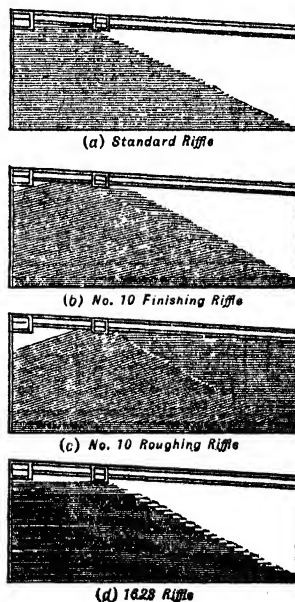 (a) Standard Riffle
(b) No. 10 Finishing Riffle
(c) No. 10 Roughing Riffle
(d) 1628 Riffle